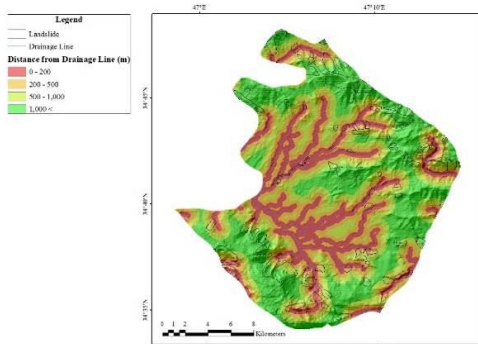 Legend
Landslide
Drainage Line
Distance from Drainage Line (m)
0 - 200
200 - 500
500 - 1,000
1,000 <
47°E
47°10'E
34°45'
34°40'
34°35'
0 1 2 4 6 8
Kilometers